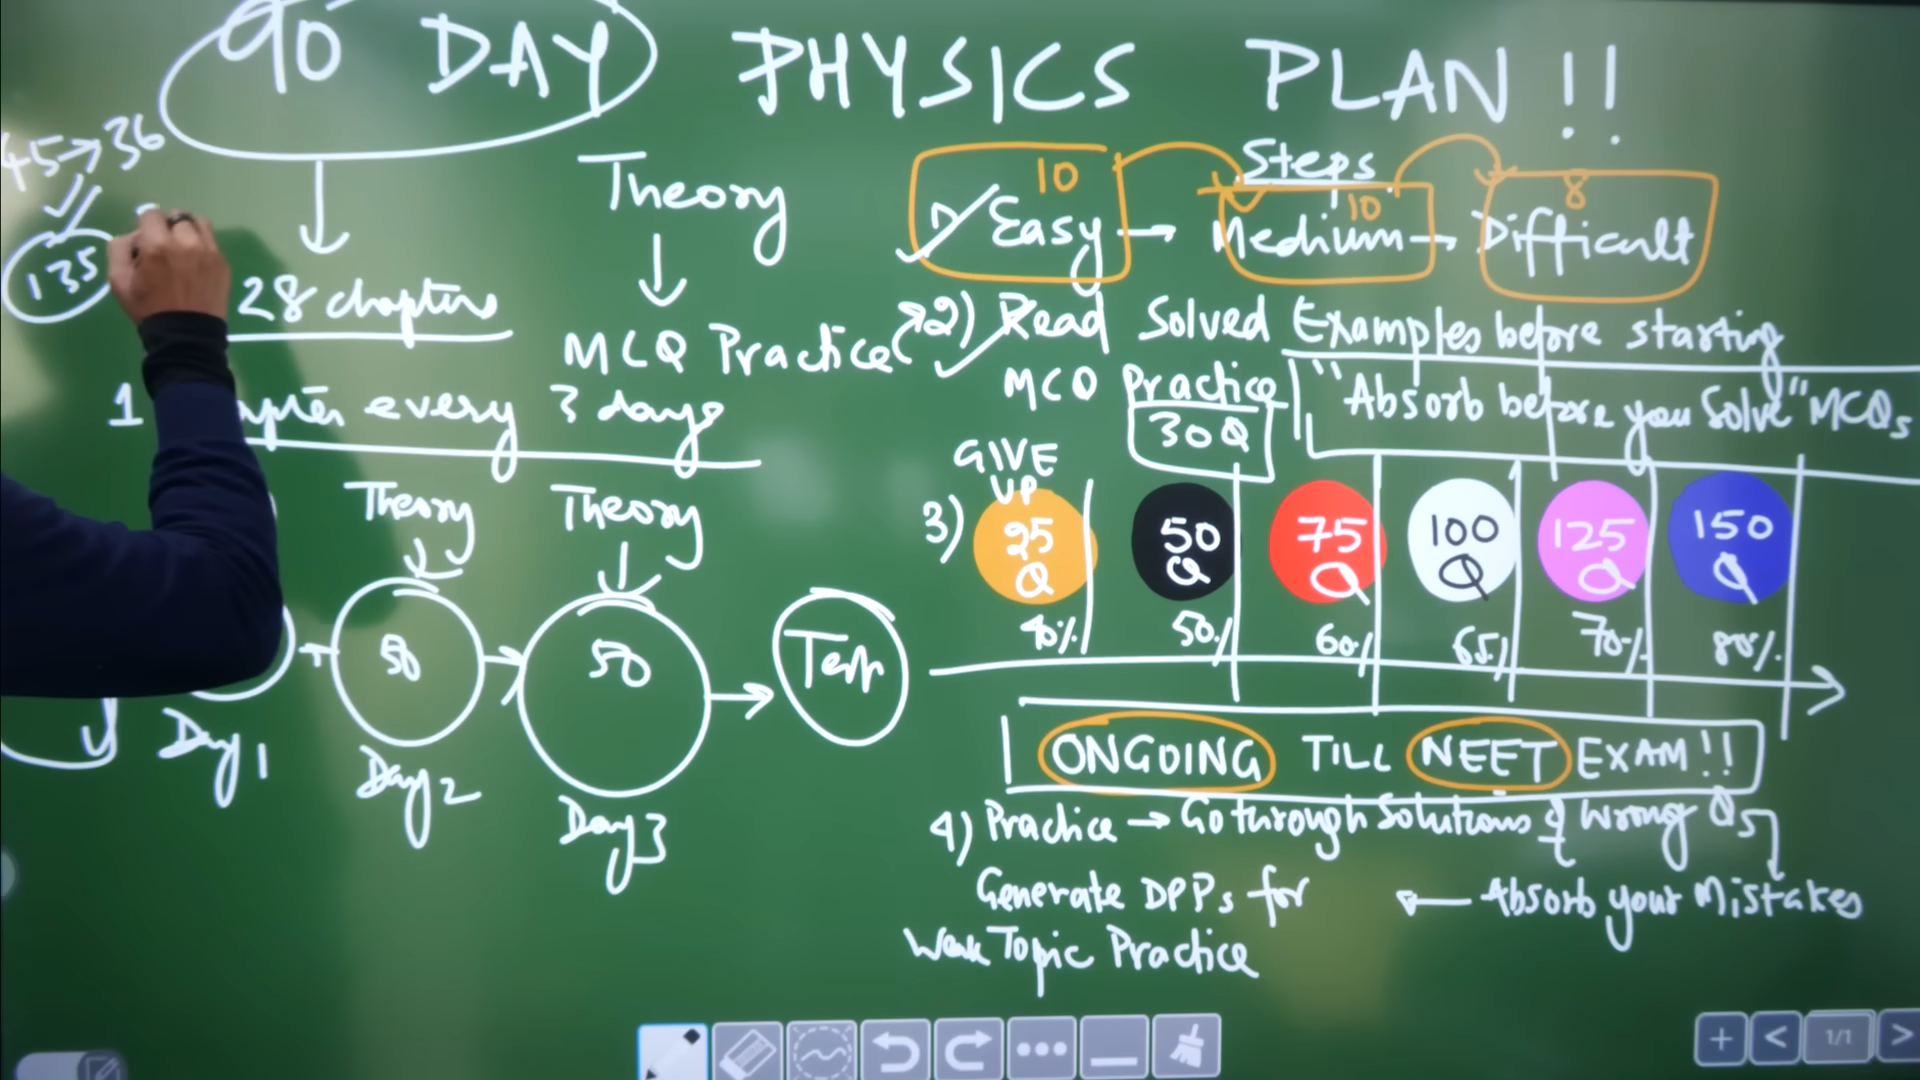 90 DAY PHYSICS PLAN !!
45 → 36
135
28 chapters
1 every 3 days
Theory
MCQ Practice
Theory
Theory
50
50
Test
Day 1
Day 2
Day 3
Steps
10
10
8
1) Easy → Medium → Difficult
2) Read Solved Examples before starting
MCQ Practice
"Absorb before you Solve" MCQs
30Q
GIVE
UP
3)
25 Q
50 Q
75 Q
100 Q
125 Q
150 Q
40%
50%
60%
65%
70%
80%
ONGOING TILL NEET EXAM!!
4) Practice → Go through Solutions & Wrong Qs
Absorb your Mistakes
Generate DPPs for
Weak Topic Practice
1/1